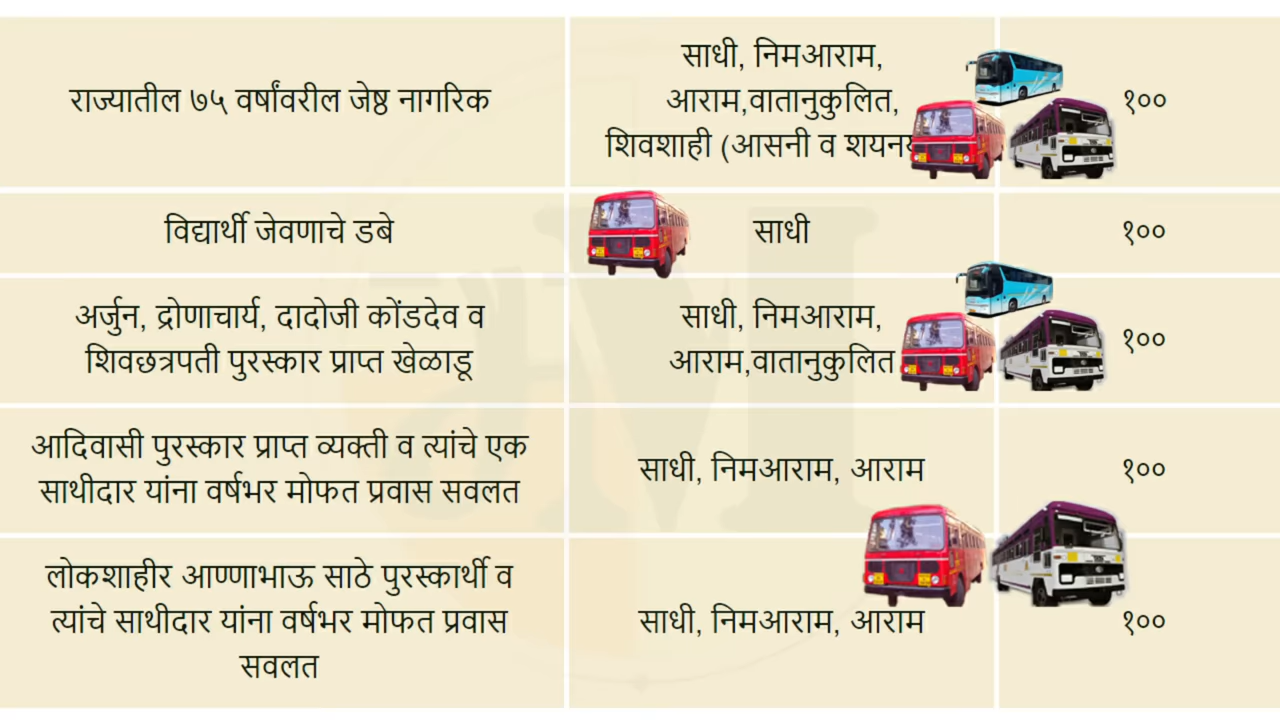 राज्यातील ७५ वर्षांवरील जेष्ठ नागरिक
साधी, निमआराम,
आराम,वातानुकुलित,
शिवशाही (आसनी व
१००
विद्यार्थी जेवणाचे डबे
साधी
१००
अर्जुन, द्रोणाचार्य, दादोजी कोंडदेव व
शिवछत्रपती पुरस्कार प्राप्त खेळाडू
साधी, निमआराम,
आराम,वातानुकुलित
१००
आदिवासी पुरस्कार प्राप्त व्यक्ती व त्यांचे एक
साथीदार यांना वर्षभर मोफत प्रवास सवलत
साधी, निमआराम, आराम
१००
लोकशाहीर आण्णाभाऊ साठे पुरस्कार्थी व
त्यांचे साथीदार यांना वर्षभर मोफत प्रवास
सवलत
साधी, निमआराम, आराम
१००